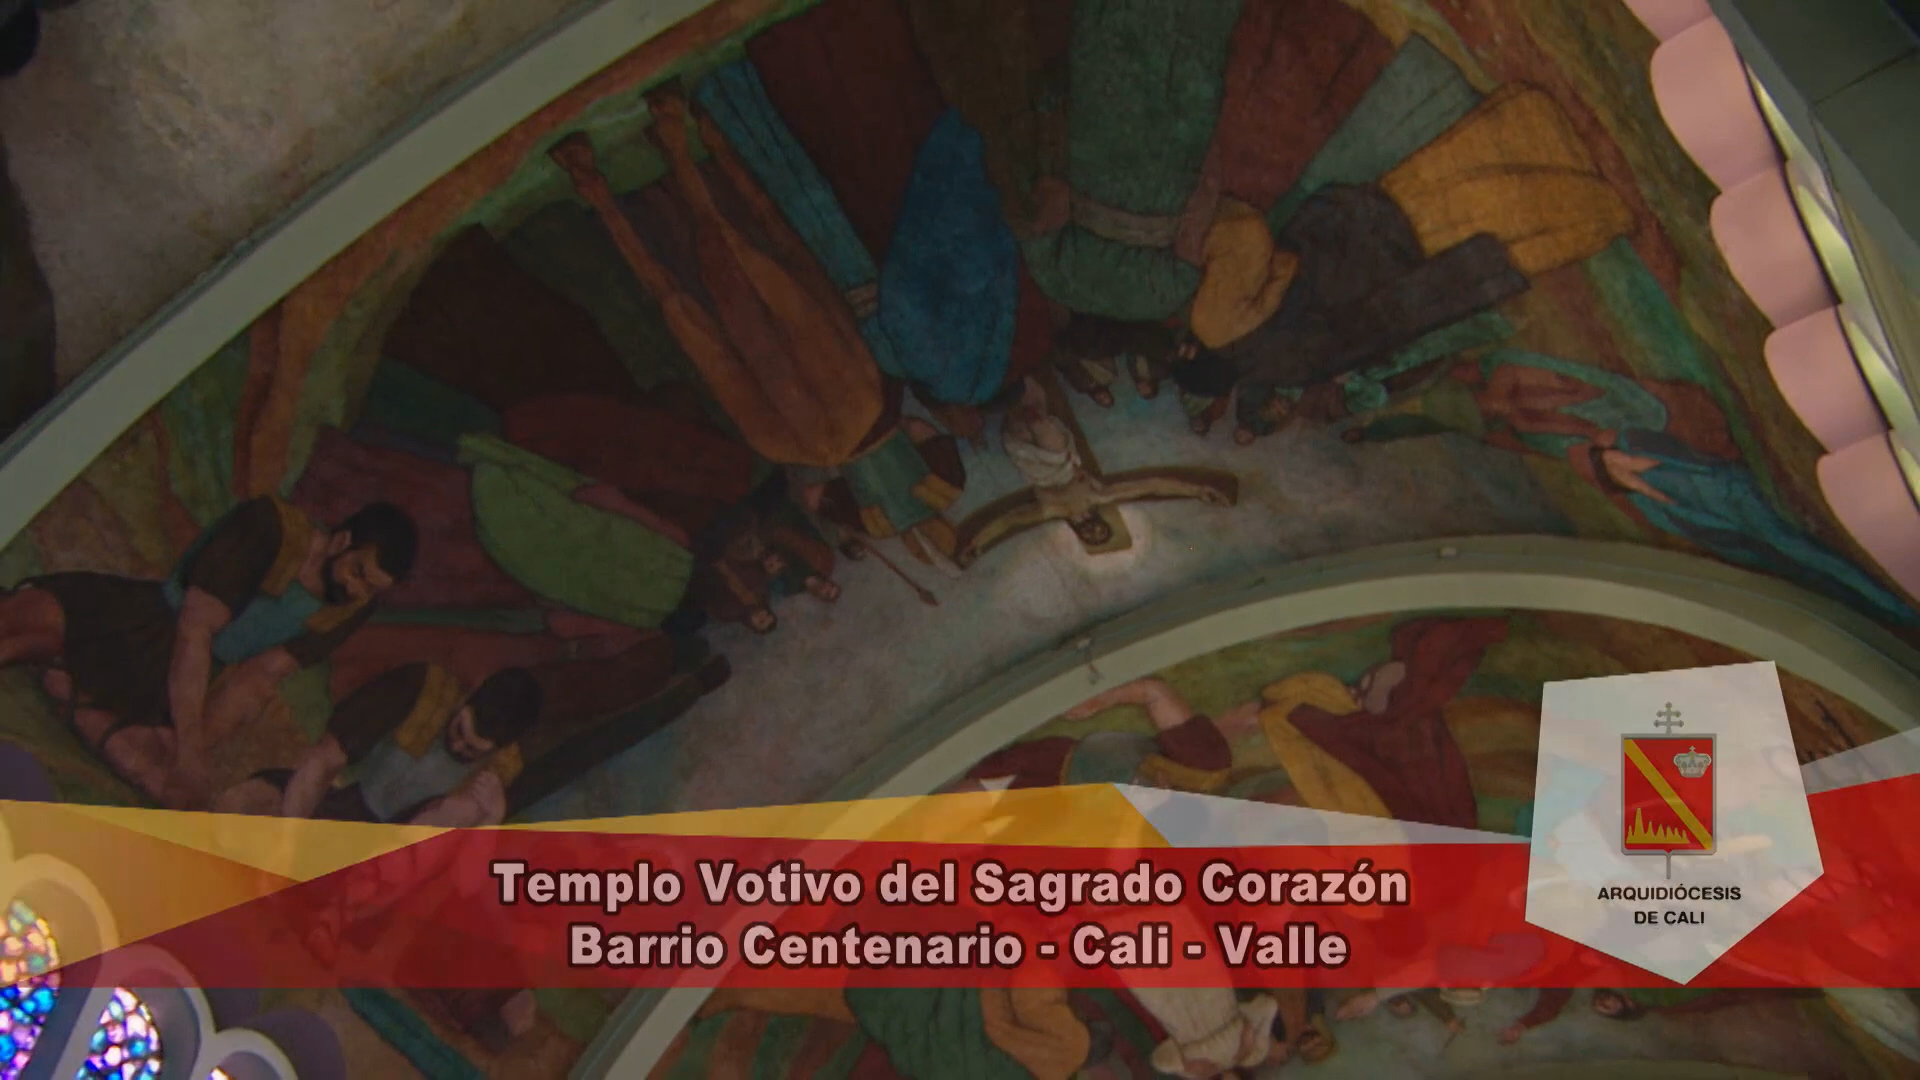 Templo Votivo del Sagrado Corazón
Barrio Centenario - Cali - Valle
ARQUIDIÓCESIS
DE CALI